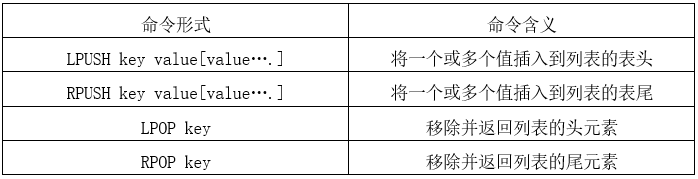 命令形式 命令含义
LPUSH key value[value….] 将一个或多个值插入到列表的表头
RPUSH key value[value….] 将一个或多个值插入到列表的表尾
LPOP key 移除并返回列表的头元素
RPOP key 移除并返回列表的尾元素